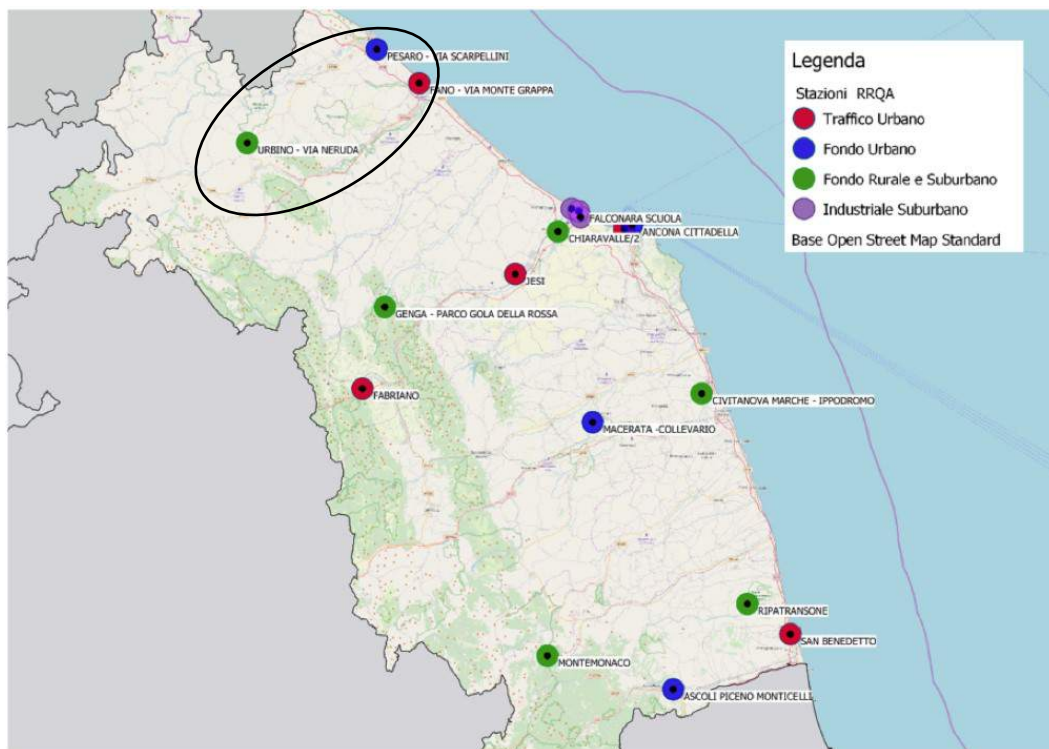 PESARO - VIA SCARPELLINI
FANO - VIA MONTE GRAPPA
URBINO - VIA NERUDA
FALCONARA SCUOLA
ANCONA CITTADELLA
CHIARAVALLE/2
JESI
GENGA - PARCO GOLA DELLA ROSSA
FABRIANO
CIVITANOVA MARCHE - IPPODROMO
MACERATA -COLLEVARIO
RIPATRANSONE
SAN BENEDETTO
MONTEMONACO
ASCOLI PICENO MONTICELLI
Legenda
Stazioni RRQA
Traffico Urbano
Fondo Urbano
Fondo Rurale e Suburbano
Industriale Suburbano
Base Open Street Map Standard